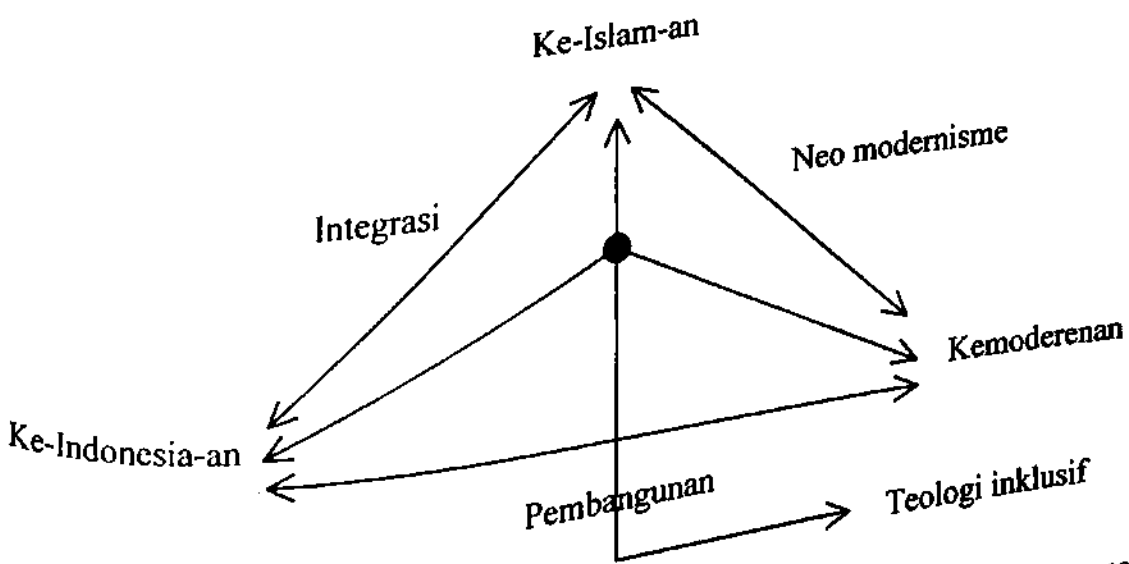 Ke-Islam-an
Neo modernisme
Integrasi
Kemoderenan
Ke-Indonesia-an
Pembangunan
Teologi inklusif